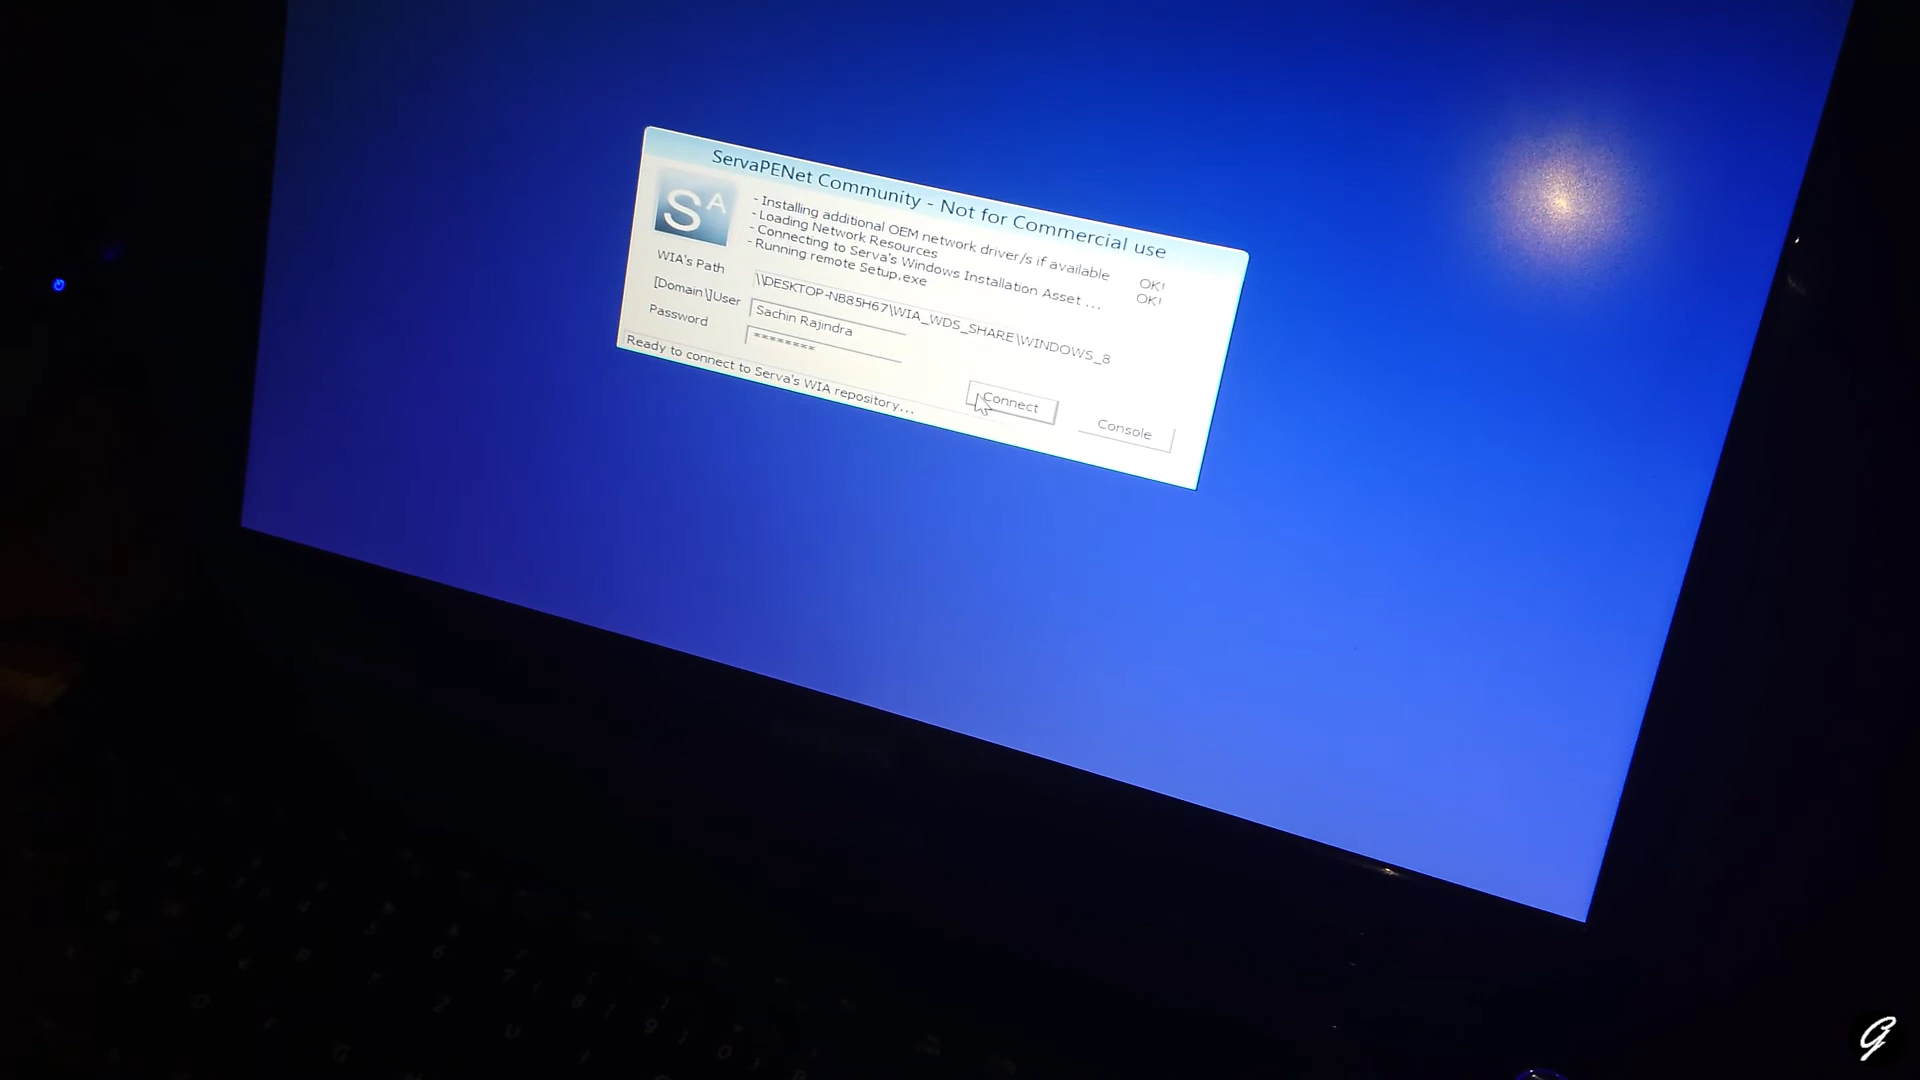 ServaPENet Community - Not for Commercial use
SA
- Installing additional OEM network driver/s if available OK!
- Loading Network Resources OK!
- Connecting to Serva's Windows Installation Asset ...
- Running remote Setup.exe
WIA's Path \\DESKTOP-NB85H67\WIA_WDS_SHARE\WINDOWS_8
[Domain\]User Sachin Rajindra
Password ********
Connect
Console
Ready to connect to Serva's WIA repository...